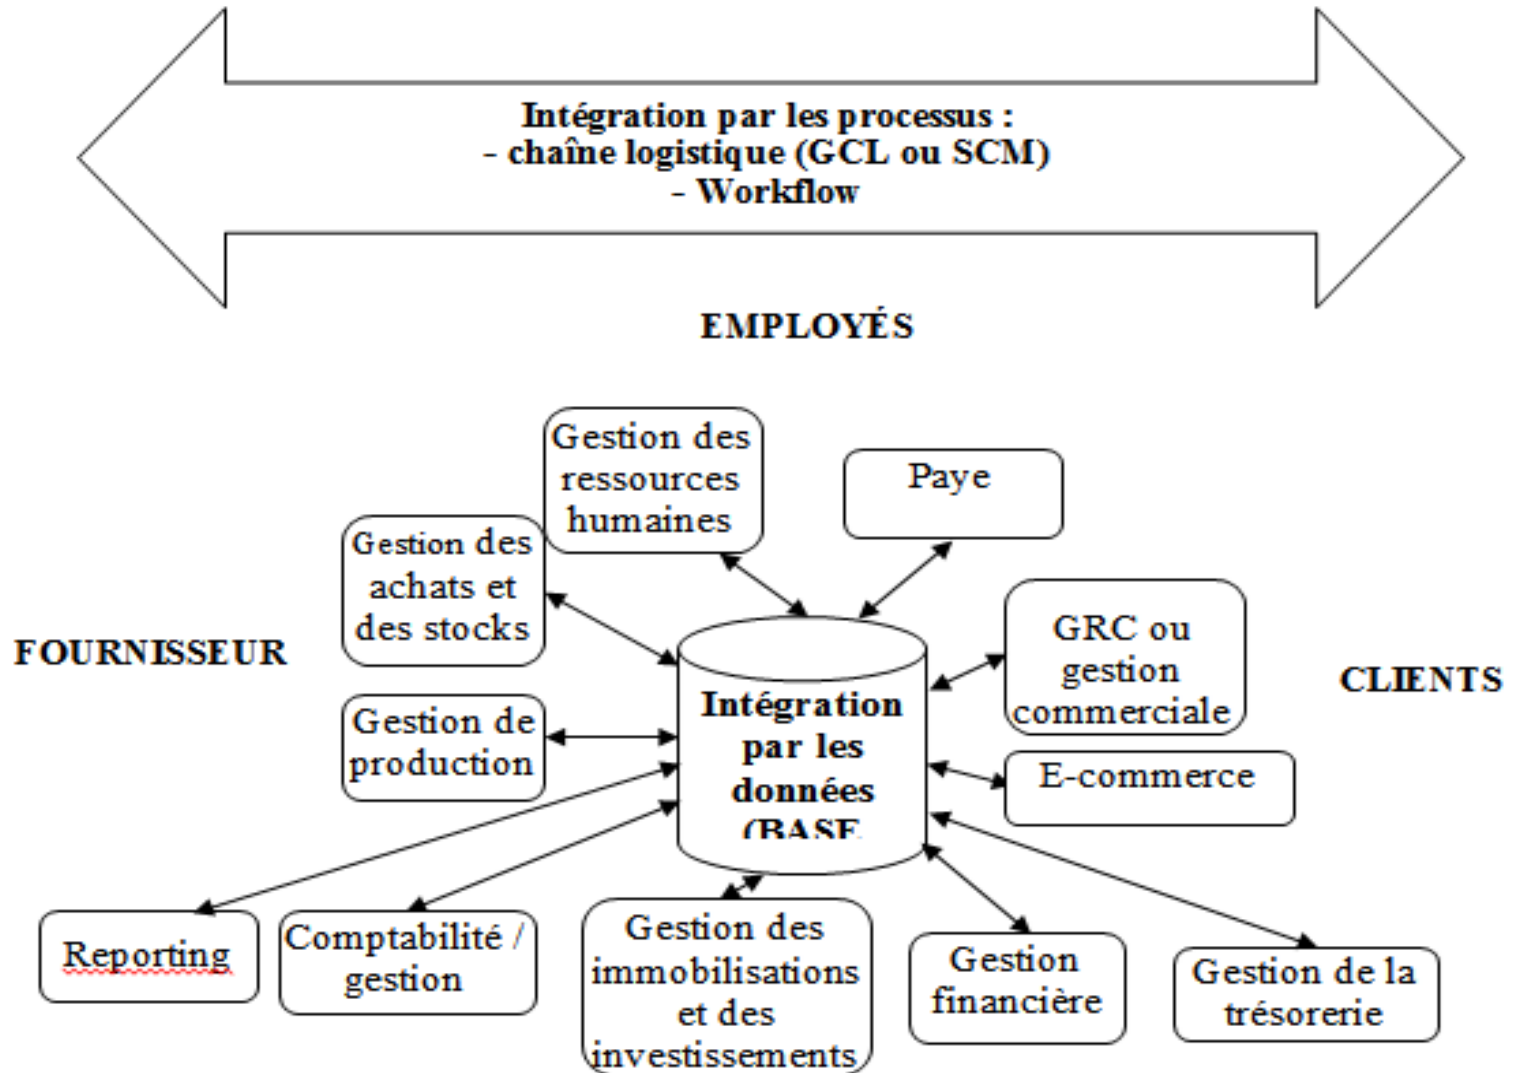 Intégration par les processus :
- chaîne logistique (GCL ou SCM)
- Workflow
EMPLOYÉS
Gestion des
ressources
humaines
Paye
Gestion des
achats et
des stocks
GRC ou
gestion
commerciale
FOURNISSEUR
CLIENTS
Gestion de
production
Intégration
par les
données
(BASE
E-commerce
Reporting
Comptabilité /
gestion
Gestion des
immobilisations
et des
investissements
Gestion
financière
Gestion de la
trésorerie